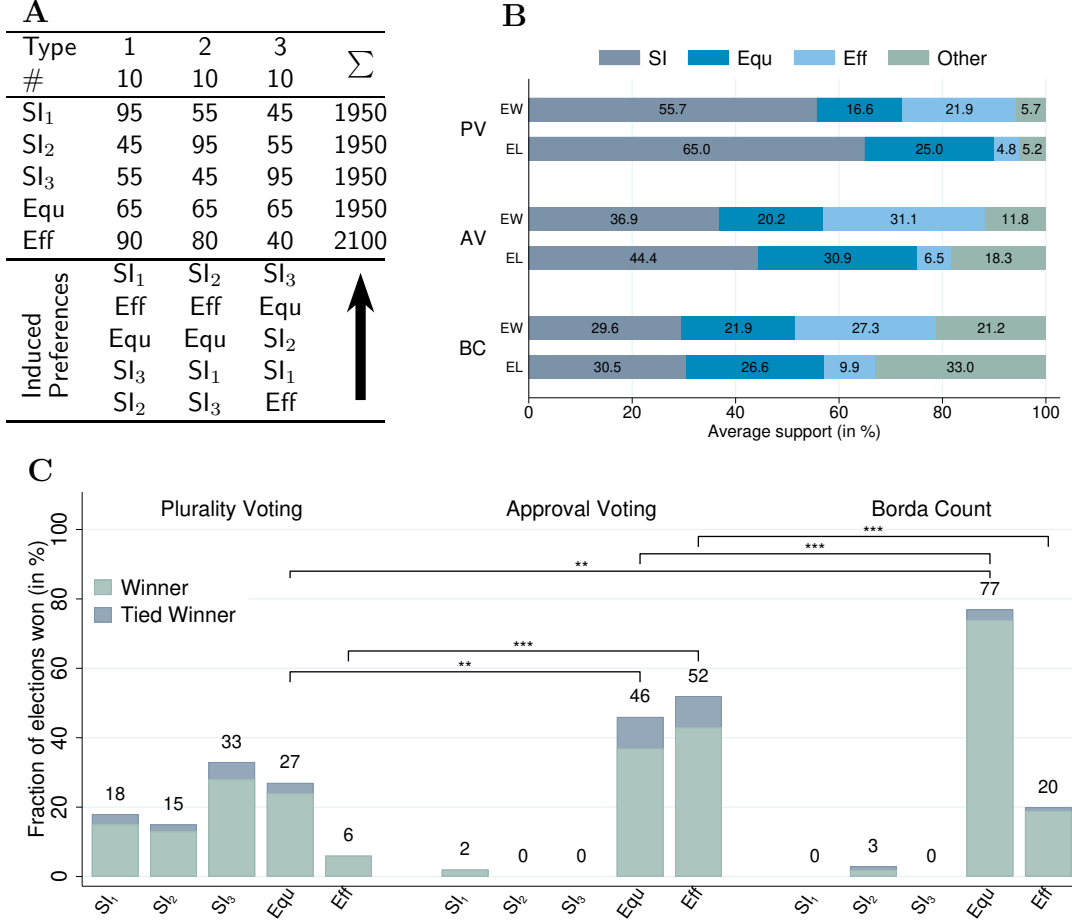 A
Type 1 2 3 ∑
# 10 10 10
SI₁ 95 55 45 1950
SI₂ 45 95 55 1950
SI₃ 55 45 95 1950
Equ 65 65 65 1950
Eff 90 80 40 2100
Induced Preferences
SI₁ SI₂ SI₃
Eff Eff Equ
Equ Equ SI₂
SI₃ SI₁ SI₁
SI₂ SI₃ Eff
B
SI Equ Eff Other
PV
EW 55.7 16.6 21.9 5.7
EL 65.0 25.0 4.8 5.2
AV
EW 36.9 20.2 31.1 11.8
EL 44.4 30.9 6.5 18.3
BC
EW 29.6 21.9 27.3 21.2
EL 30.5 26.6 9.9 33.0
0 20 40 60 80 100
Average support (in %)
C
Plurality Voting Approval Voting Borda Count
Fraction of elections won (in %)
100
80
60
40
20
0
Winner
Tied Winner
***
***
**
***
**
18 15 33 27 6
2 0 0 46 52
0 3 0 77 20
SI₁ SI₂ SI₃ Equ Eff SI₁ SI₂ SI₃ Equ Eff SI₁ SI₂ SI₃ Equ Eff